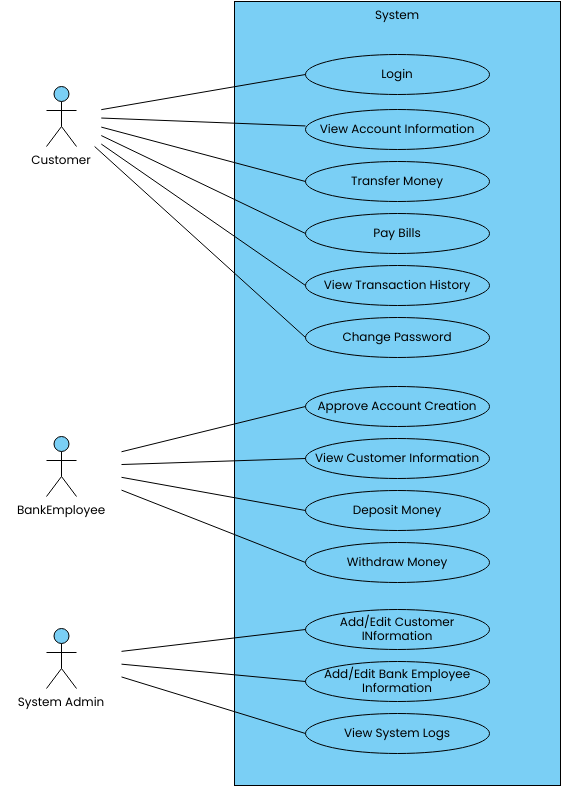 System
Login
View Account Information
Transfer Money
Customer
Pay Bills
View Transaction History
Change Password
Approve Account Creation
View Customer Information
BankEmployee
Deposit Money
Withdraw Money
Add/Edit Customer
INformation
Add/Edit Bank Employee
Information
System Admin
View System Logs